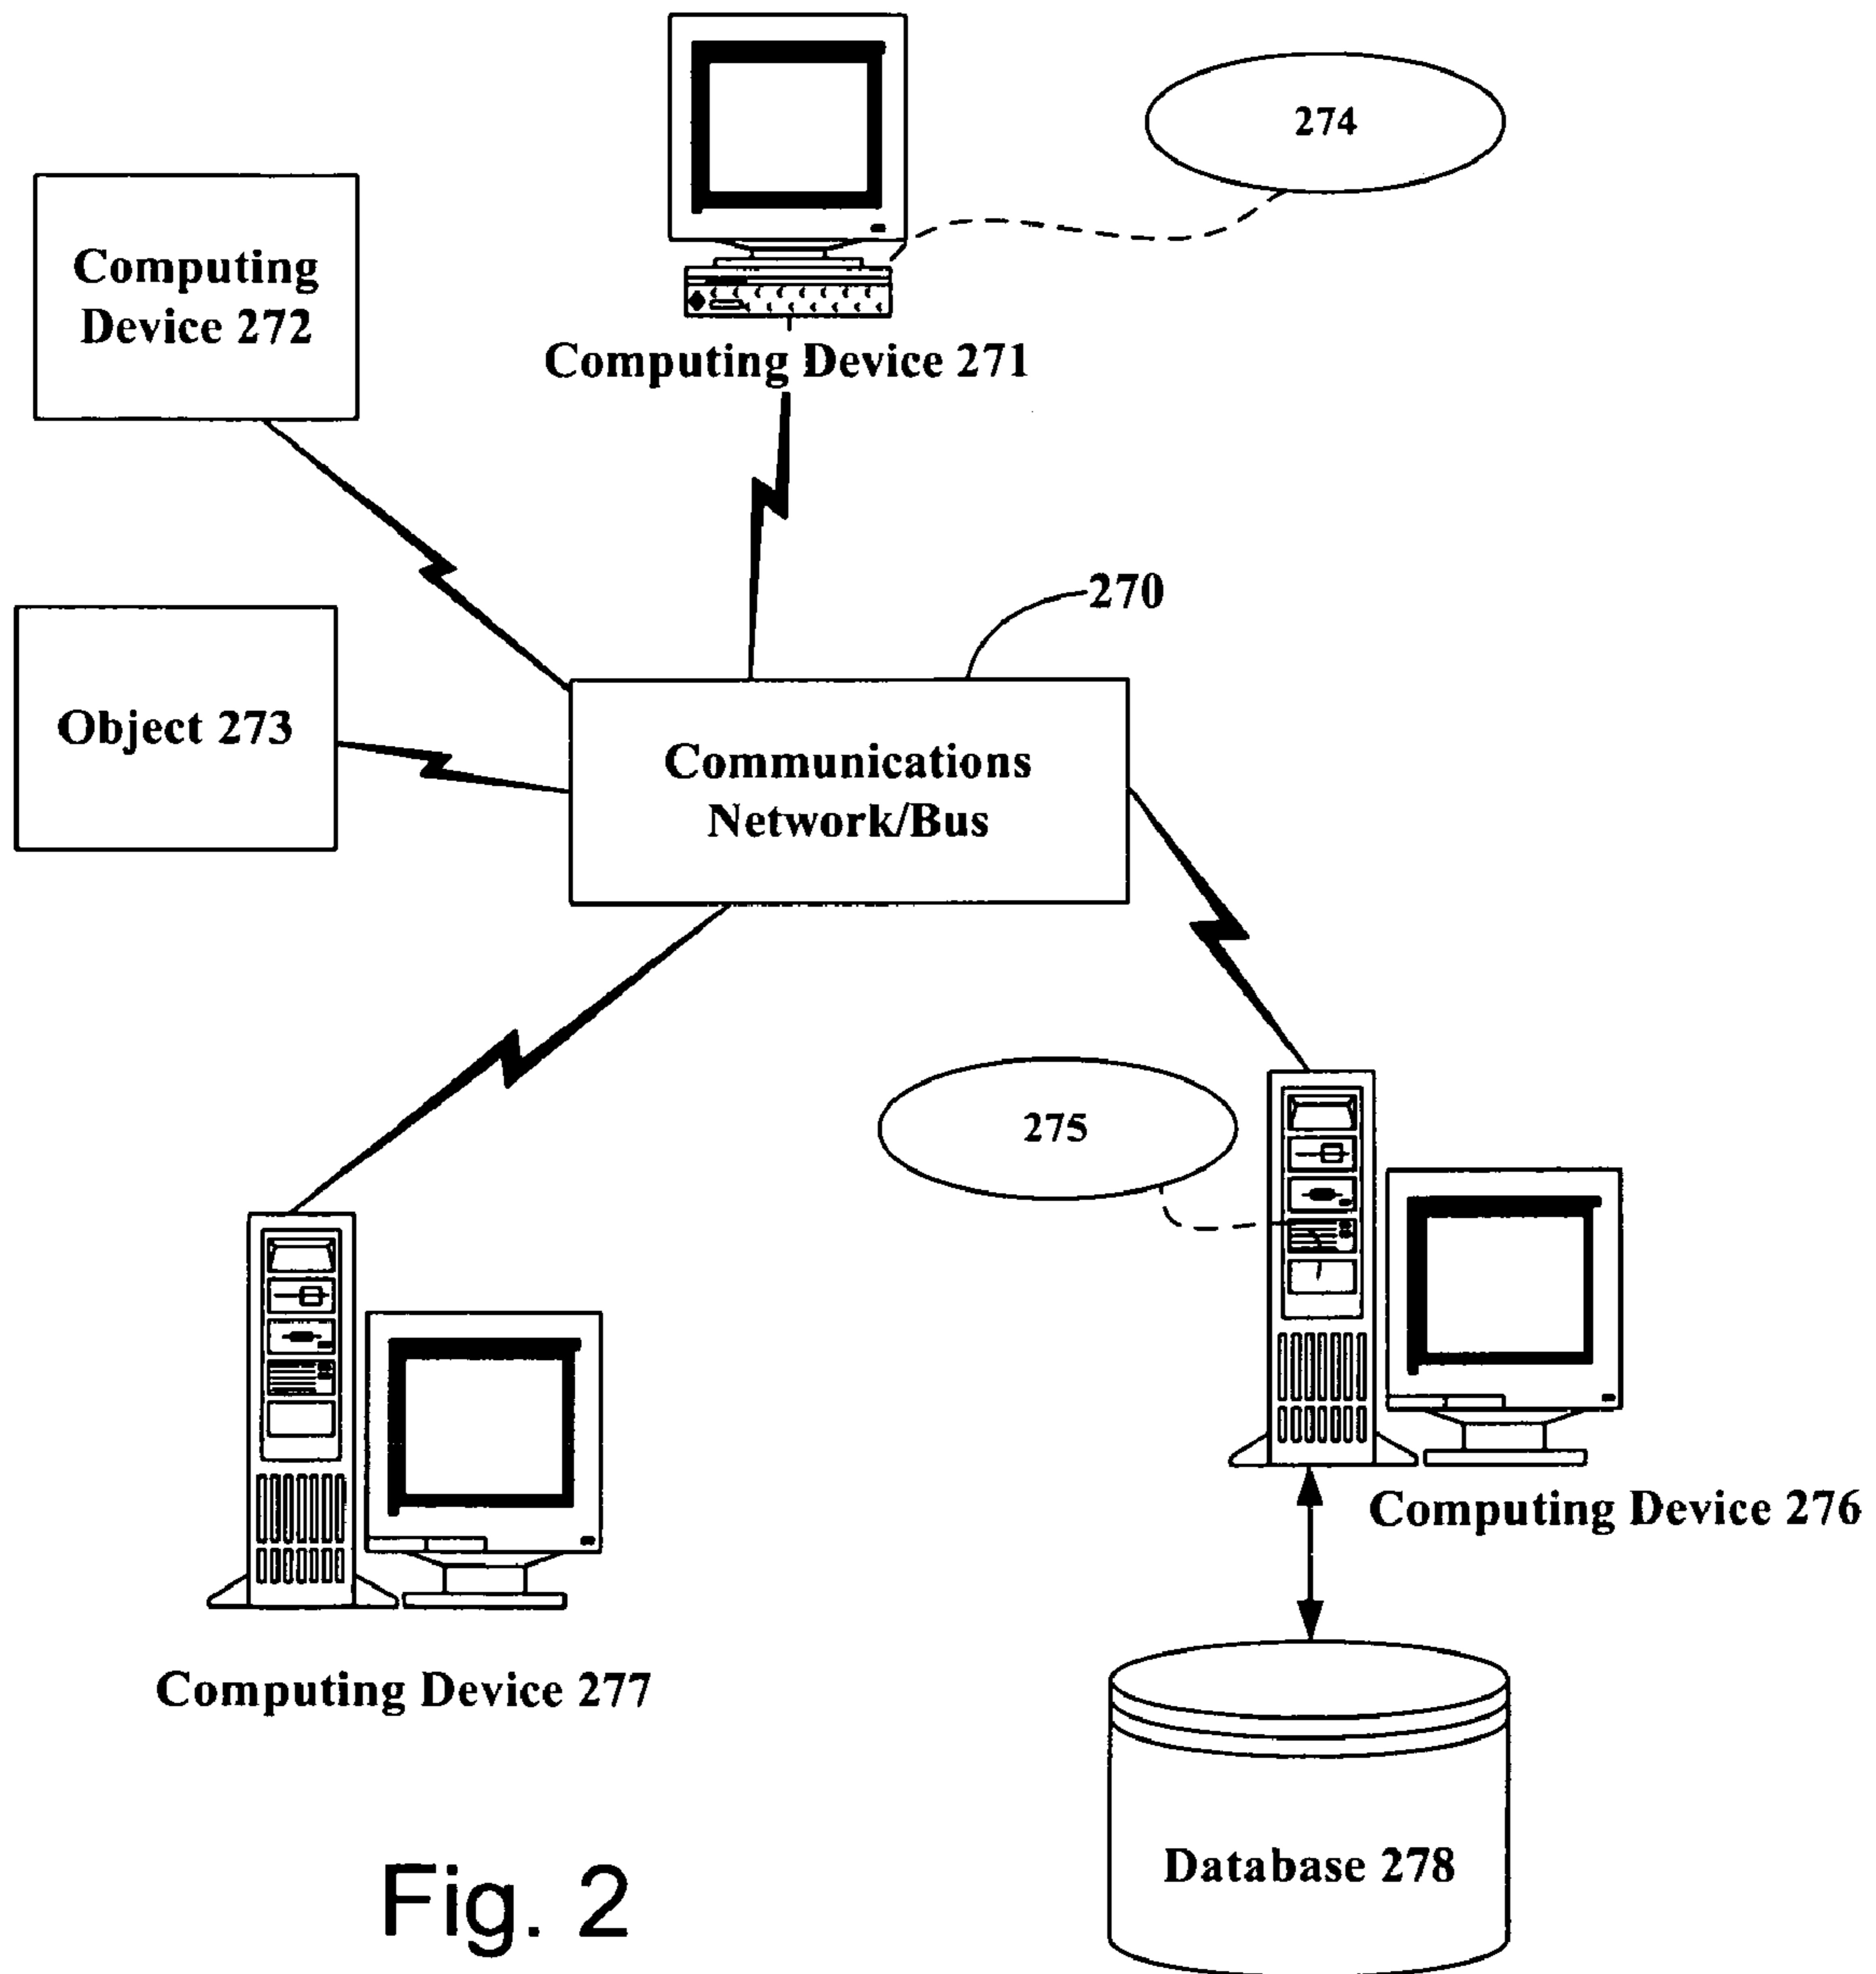 274
Computing
Device 272
Computing Device 271
270
Object 273
Communications
Network/Bus
275
Computing Device 276
Computing Device 277
Database 278
Fig. 2